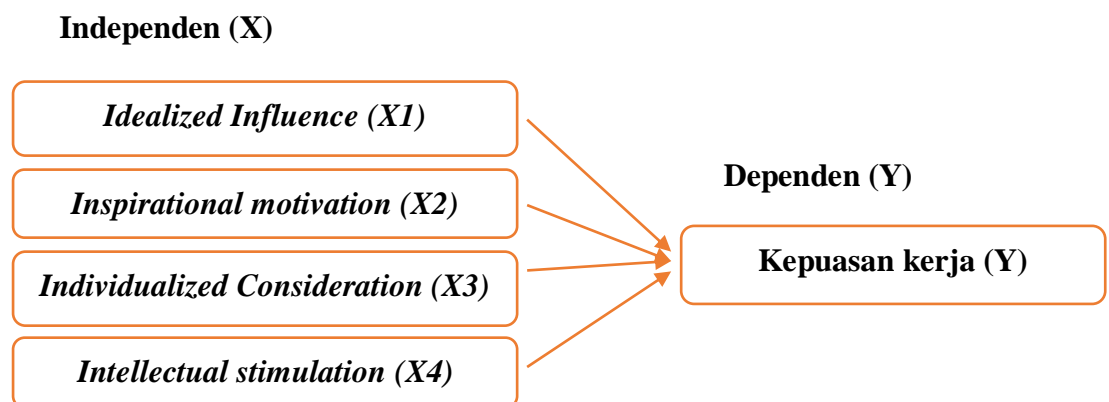 Independen (X)
Idealized Influence (X1)
Inspirational motivation (X2)
Individualized Consideration (X3)
Intellectual stimulation (X4)
Dependen (Y)
Kepuasan kerja (Y)